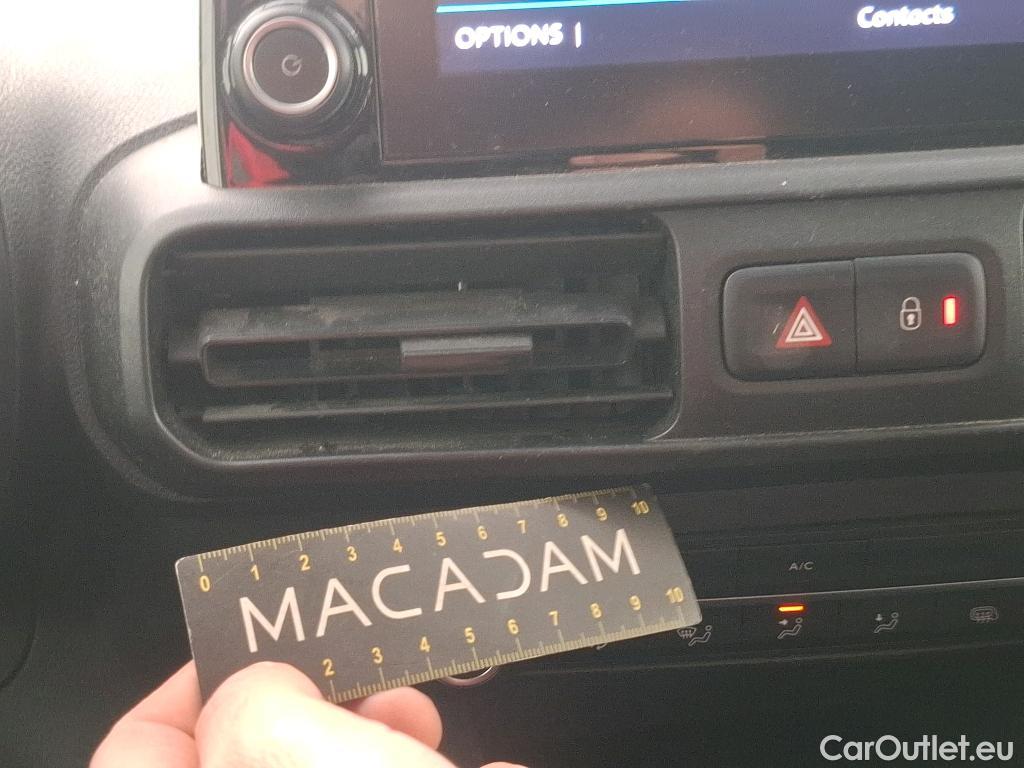 OPTIONS |
Contacts
0 1 2 3 4 5 6 7 8 9 10
MACADAM
2 3 4 5 6 7 8 9 10
A/C
CarOutlet.eu